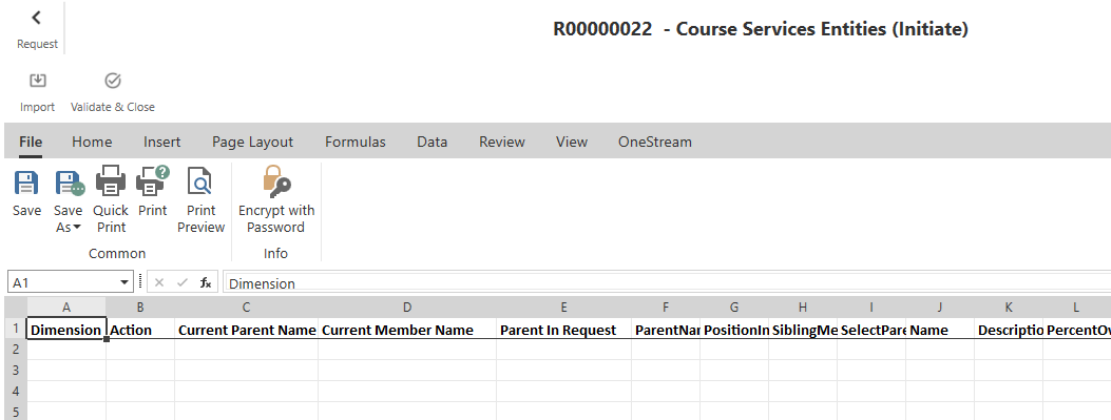 Request
R00000022 - Course Services Entities (Initiate)
Import Validate & Close
File Home Insert Page Layout Formulas Data Review View OneStream
Save Save As Quick Print Print Print Preview Encrypt with Password
Common Info
A1 fx Dimension
A B C D E F G H I J K L
1 Dimension Action Current Parent Name Current Member Name Parent In Request ParentNar PositionIn SiblingMe SelectPare Name Descriptio PercentOv
2
3
4
5